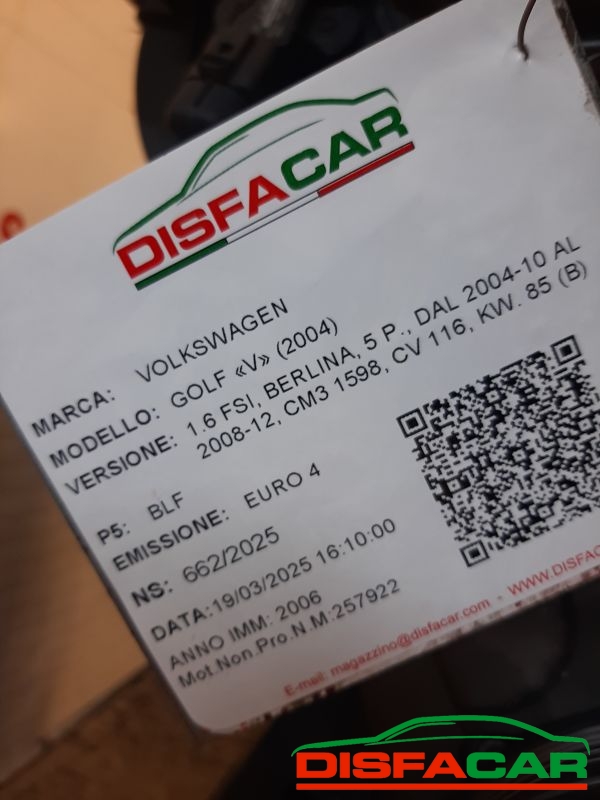 DISFACAR
MARCA: VOLKSWAGEN
MODELLO: GOLF «V» (2004)
VERSIONE: 1.6 FSI, BERLINA, 5 P., DAL 2004-10 AL
2008-12, CM3 1598, CV 116, KW. 85 (B)
P5: BLF
EMISSIONE: EURO 4
NS: 662/2025
DATA:19/03/2025 16:10:00
ANNO IMM: 2006
Mot.Non.Pro.N.M:257922
E-mail: magazzino@disfacar.com - WWW.DISFAC
DISFACAR